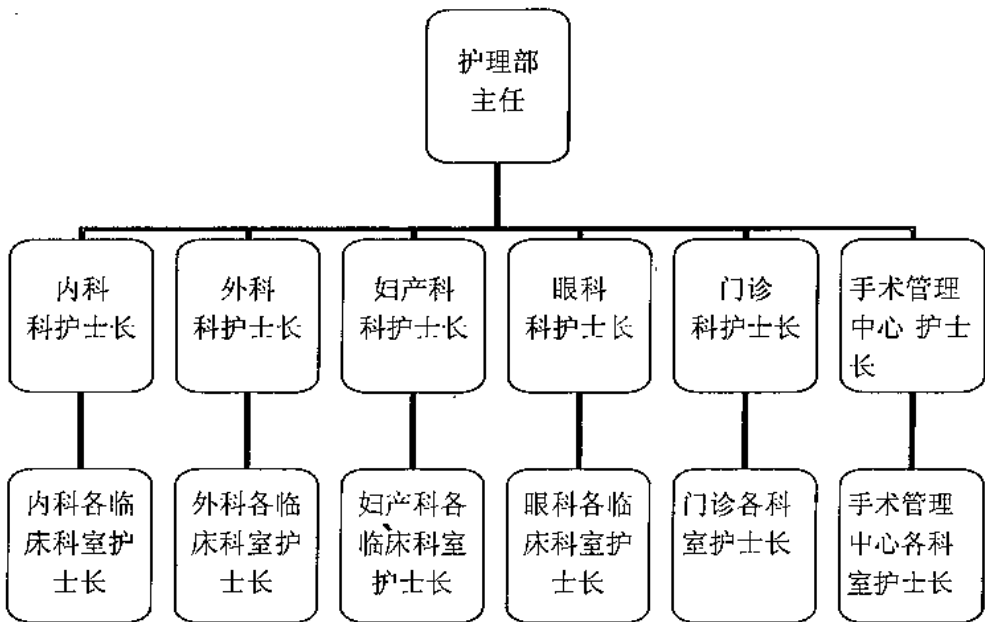 护理部
主任
内科
科护士长
外科
科护士长
妇产科
科护士长
眼科
科护士长
门诊
科护士长
手术管理
中心 护士
长
内科各临
床科室护
士长
外科各临
床科室护
士长
妇产科各
临床科室
护士长
眼科各临
床科室护
士长
门诊各科
室护士长
手术管理
中心各科
室护士长